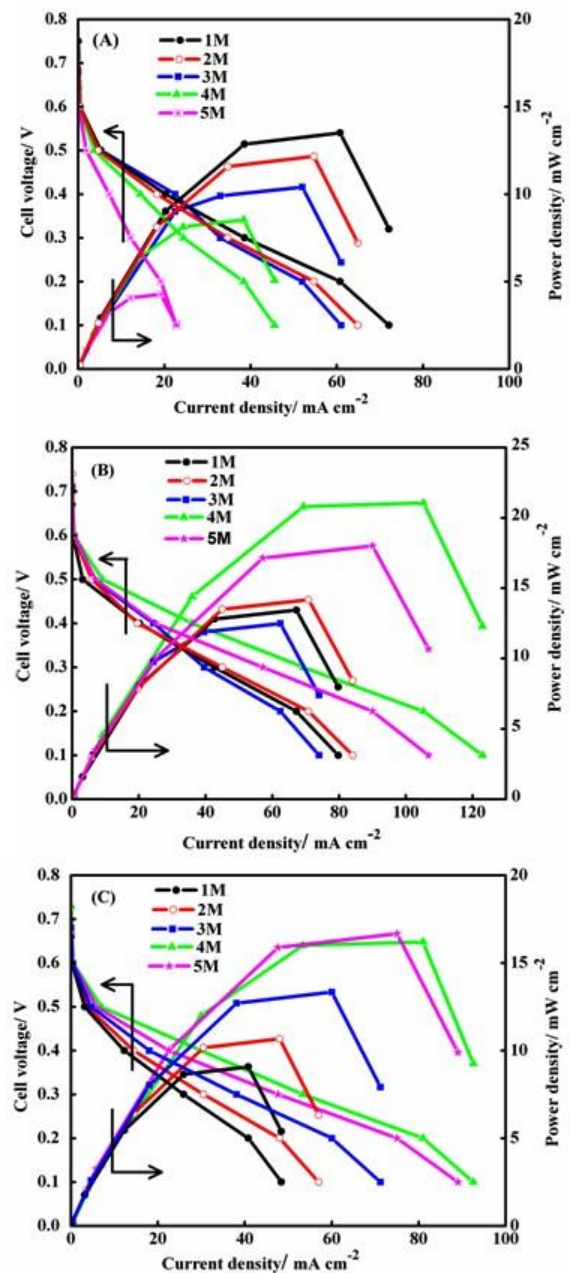 (A)
1M
2M
3M
4M
5M
Cell voltage/ V
0.8
0.7
0.6
0.5
0.4
0.3
0.2
0.1
0.0
20
15
10
5
0
Power density/ mW cm-2
0 20 40 60 80 100
Current density/ mA cm-2
(B)
1M
2M
3M
4M
5M
Cell voltage/ V
0.8
0.7
0.6
0.5
0.4
0.3
0.2
0.1
0.0
25
20
15
10
5
0
Power density/ mW cm-2
0 20 40 60 80 100 120
Current density/ mA cm-2
(C)
1M
2M
3M
4M
5M
Cell voltage/ V
0.8
0.7
0.6
0.5
0.4
0.3
0.2
0.1
0.0
20
15
10
5
0
Power density/ mW cm-2
0 20 40 60 80 100
Current density/ mA cm-2